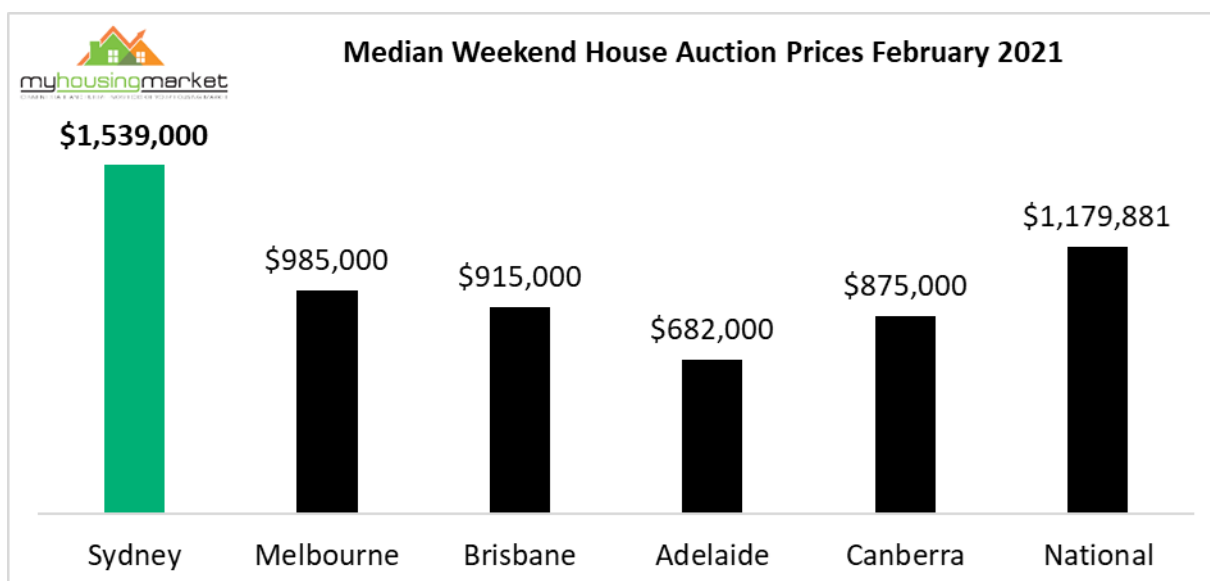 Median Weekend House Auction Prices February 2021
myhousingmarket
$1,539,000
$985,000
$915,000
$682,000
$875,000
$1,179,881
Sydney
Melbourne
Brisbane
Adelaide
Canberra
National